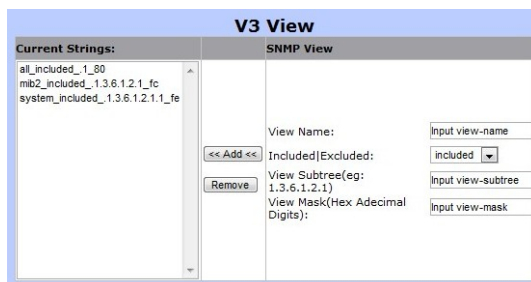 V3 View
Current Strings:
SNMP View
all_included_.1_80
mib2_included_.1.3.6.1.2.1_fc
system_included_.1.3.6.1.2.1.1_fe
<< Add <<
Remove
View Name:
Input view-name
Included|Excluded:
included
View Subtree(eg:
1.3.6.1.2.1)
Input view-subtree
View Mask(Hex Adecimal
Digits):
Input view-mask